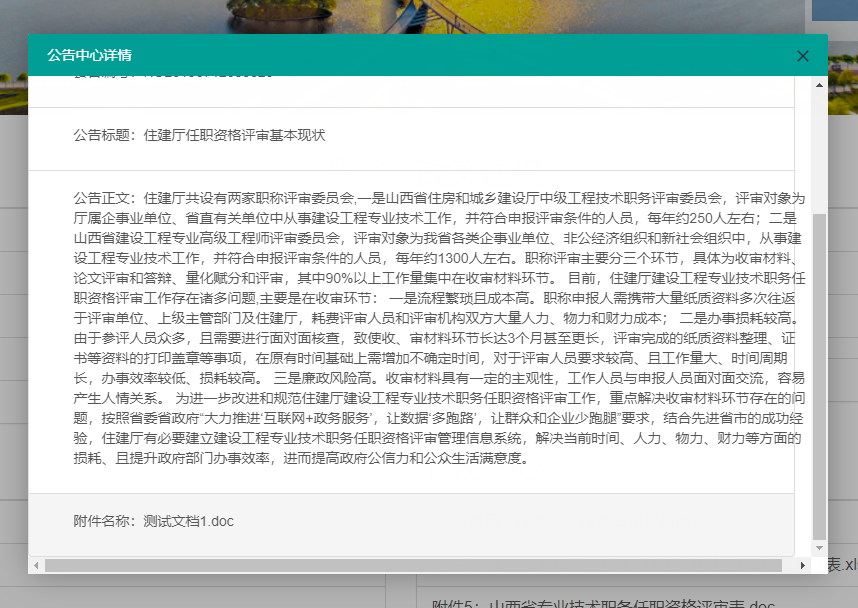 公告中心详情
公告标题：住建厅任职资格评审基本现状
公告正文：住建厅共设有两家职称评审委员会,一是山西省住房和城乡建设厅中级工程技术职务评审委员会，评审对象为
厅属企事业单位、省直有关单位中从事建设工程专业技术工作，并符合申报评审条件的人员，每年约250人左右；二是
山西省建设工程专业高级工程师评审委员会，评审对象为我省各类企事业单位、非公经济组织和新社会组织中，从事建
设工程专业技术工作，并符合申报评审条件的人员，每年约1300人左右。职称评审主要分三个环节，具体为收审材料、
论文评审和答辩、量化赋分和评审，其中90%以上工作量集中在收审材料环节。 目前，住建厅建设工程专业技术职务任
职资格评审工作存在诸多问题,主要是在收审环节： 一是流程繁琐且成本高。职称申报人需携带大量纸质资料多次往返
于评审单位、上级主管部门及住建厅，耗费评审人员和评审机构双方大量人力、物力和财力成本； 二是办事损耗较高。
由于参评人员众多，且需要进行面对面核查，致使收、审材料环节长达3个月甚至更长，评审完成的纸质资料整理、证
书等资料的打印盖章等事项，在原有时间基础上需增加不确定时间，对于评审人员要求较高、且工作量大、时间周期
长，办事效率较低、损耗较高。 三是廉政风险高。收审材料具有一定的主观性，工作人员与申报人员面对面交流，容易
产生人情关系。 为进一步改进和规范住建厅建设工程专业技术职务任职资格评审工作，重点解决收审材料环节存在的问
题，按照省委省政府“大力推进‘互联网+政务服务’，让数据‘多跑路’，让群众和企业少跑腿”要求，结合先进省市的成功经
验，住建厅有必要建立建设工程专业技术职务任职资格评审管理信息系统，解决当前时间、人力、物力、财力等方面的
损耗、且提升政府部门办事效率，进而提高政府公信力和公众生活满意度。
附件名称：测试文档1.doc
表.xl
附件5：山西省专业技术职务任职资格评审表.doc